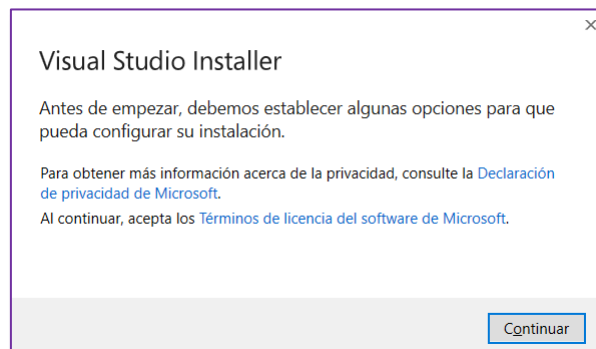 Visual Studio Installer
Antes de empezar, debemos establecer algunas opciones para que
pueda configurar su instalación.
Para obtener más información acerca de la privacidad, consulte la Declaración
de privacidad de Microsoft.
Al continuar, acepta los Términos de licencia del software de Microsoft.
Continuar